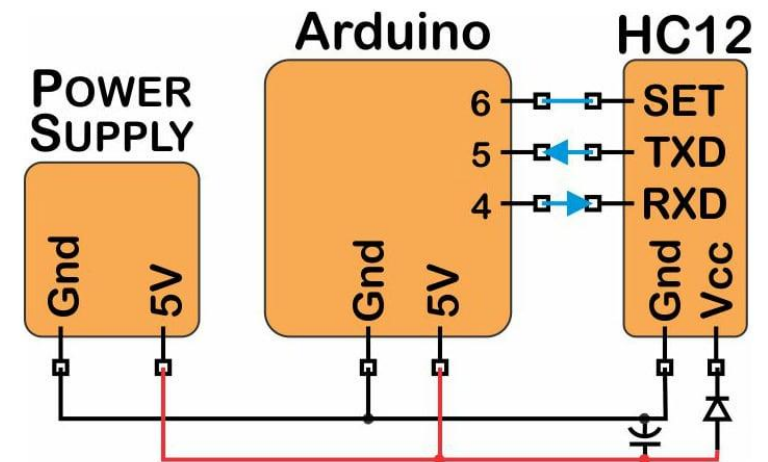 Arduino
HC12
POWER
SUPPLY
6
SET
5
TXD
4
RXD
Gnd
5V
Gnd
5V
Gnd
Vcc